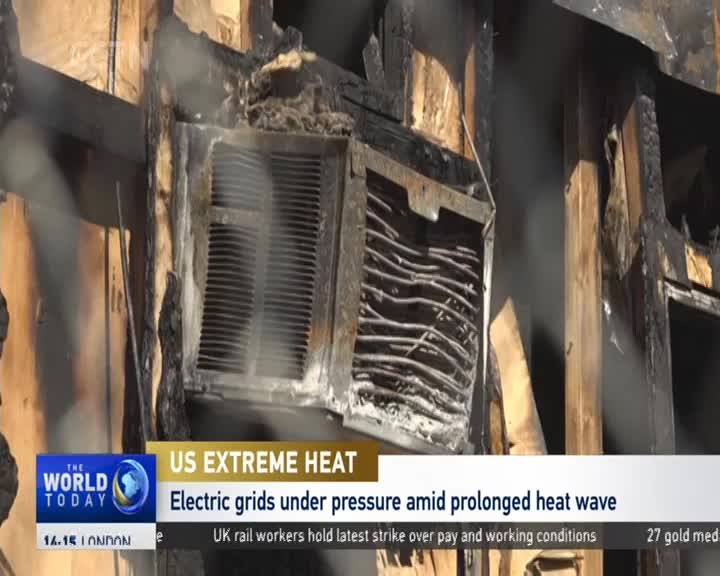 CGTN
US EXTREME HEAT
THE
WORLD
TODAY
Electric grids under pressure amid prolonged heat wave
14:15 LONDON
UK rail workers hold latest strike over pay and working conditions
27 gold med